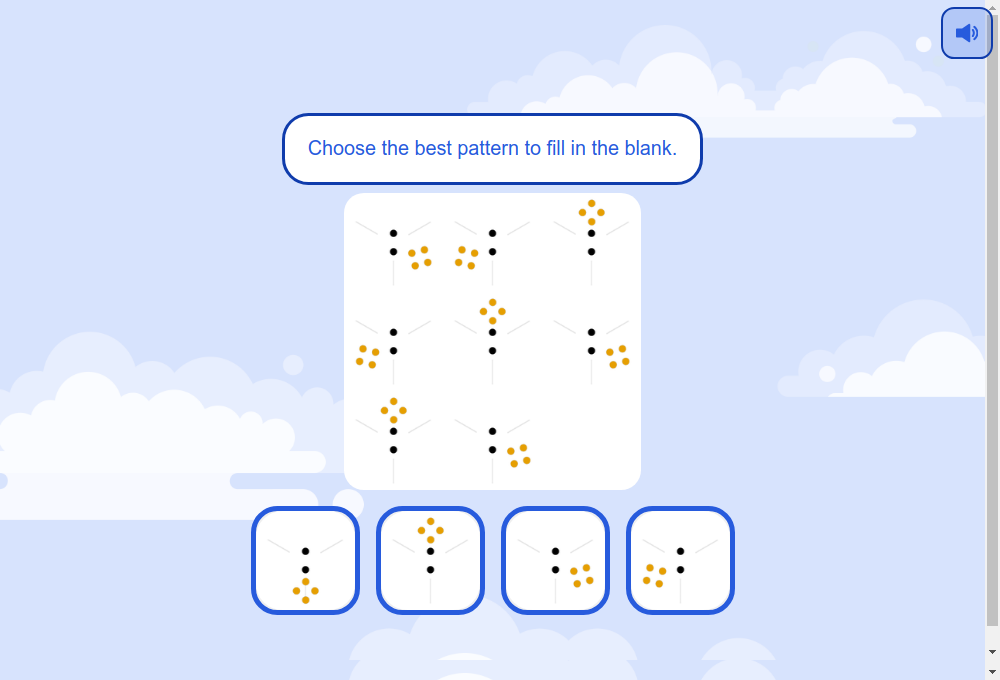 Choose the best pattern to fill in the blank.